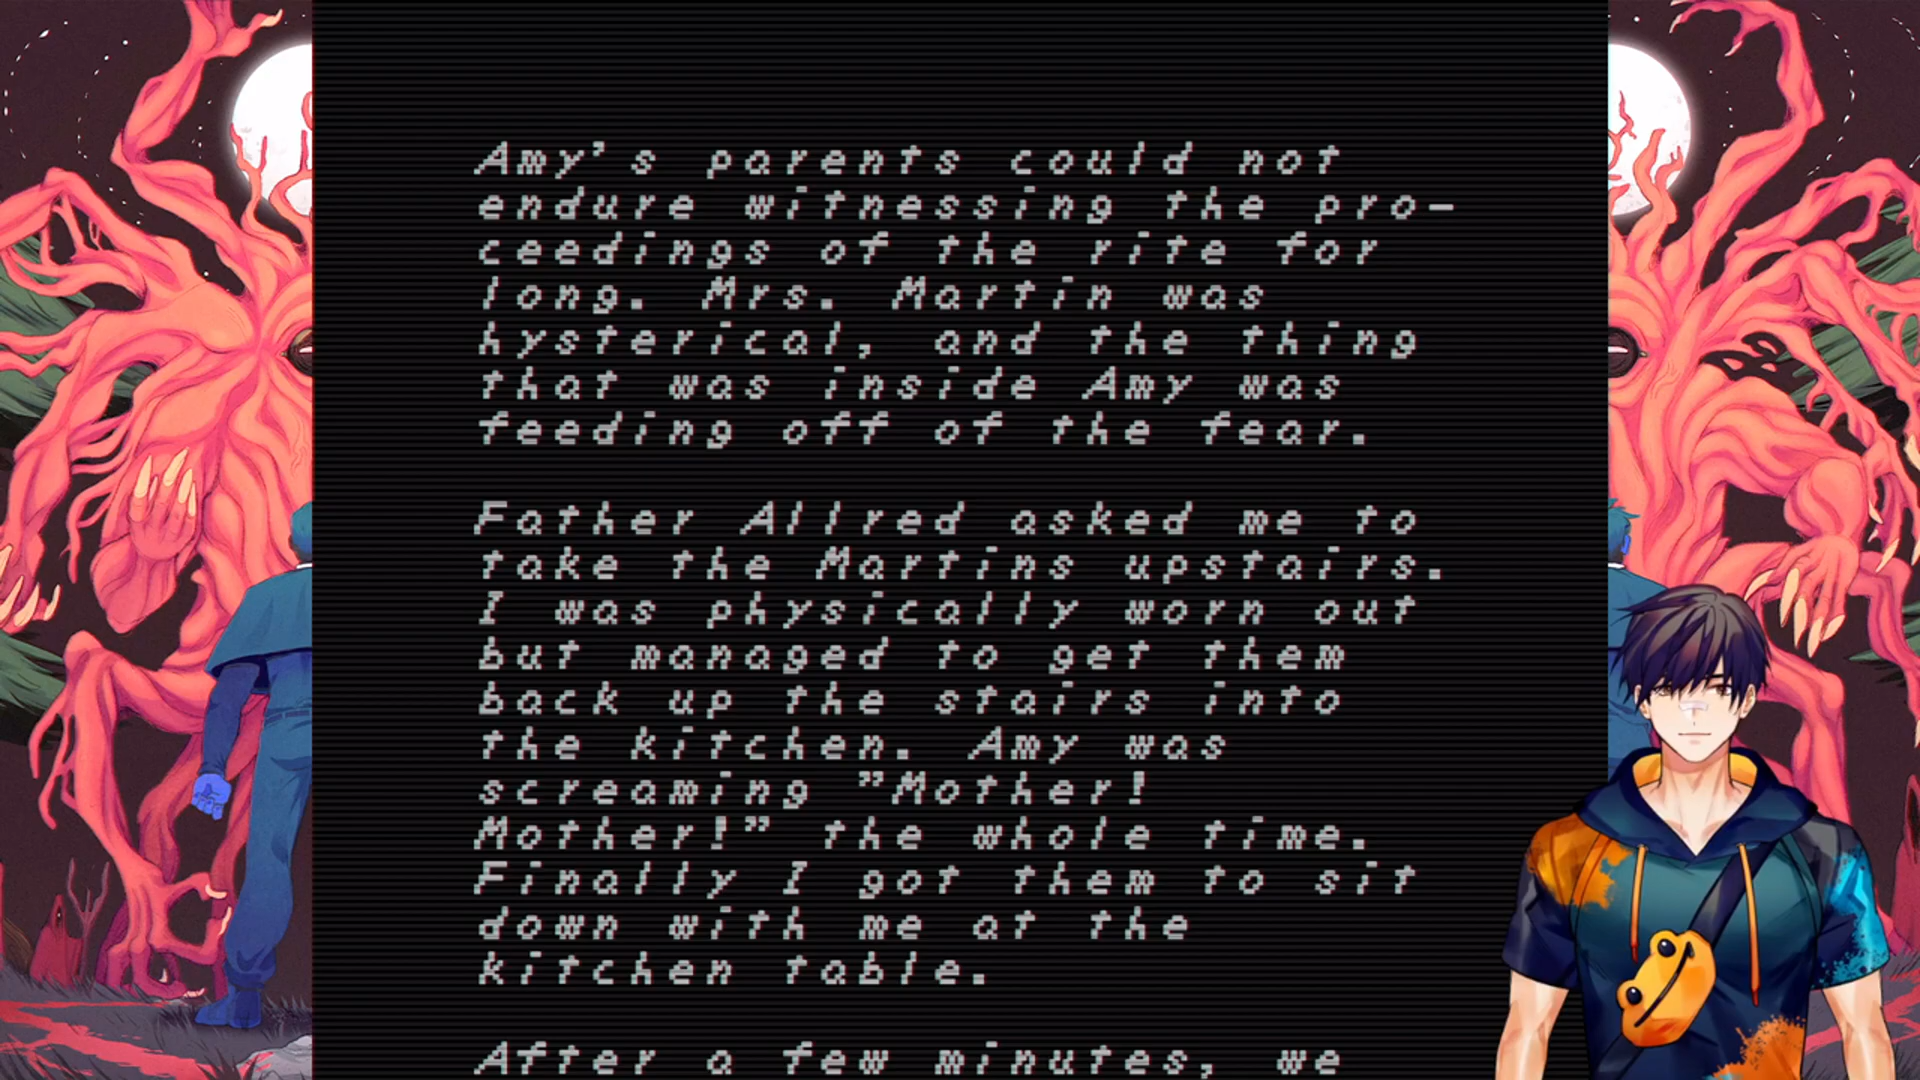 Amy's parents could not
endure witnessing the pro-
ceedings of the rite for
long. Mrs. Martin was
hysterical, and the thing
that was inside Amy was
feeding off of the fear.
Father Allred asked me to
take the Martins upstairs.
I was physically worn out
but managed to get them
back up the stairs into
the kitchen. Amy was
screaming "Mother!
Mother!" the whole time.
Finally I got them to sit
down with me at the
kitchen table.
After a few minutes, we